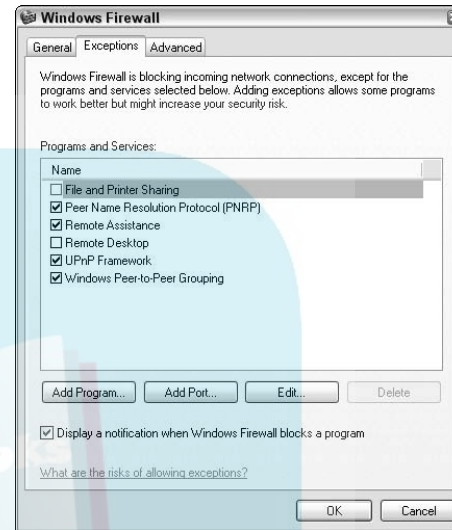 Windows Firewall
General Exceptions Advanced
Windows Firewall is blocking incoming network connections, except for the
programs and services selected below. Adding exceptions allows some programs
to work better but might increase your security risk.
Programs and Services:
Name
File and Printer Sharing
Peer Name Resolution Protocol (PNRP)
Remote Assistance
Remote Desktop
UPnP Framework
Windows Peer-to-Peer Grouping
Add Program... Add Port... Edit... Delete
Display a notification when Windows Firewall blocks a program
What are the risks of allowing exceptions?
OK Cancel